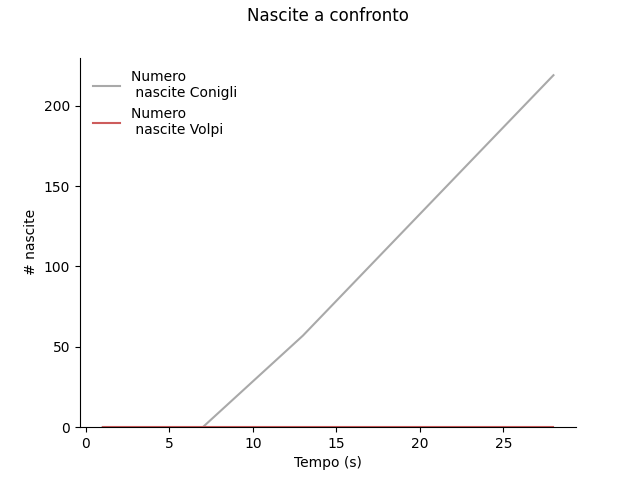 Nascite a confronto
Numero
nascite Conigli
Numero
nascite Volpi
# nascite
200
150
100
50
0
0 5 10 15 20 25
Tempo (s)